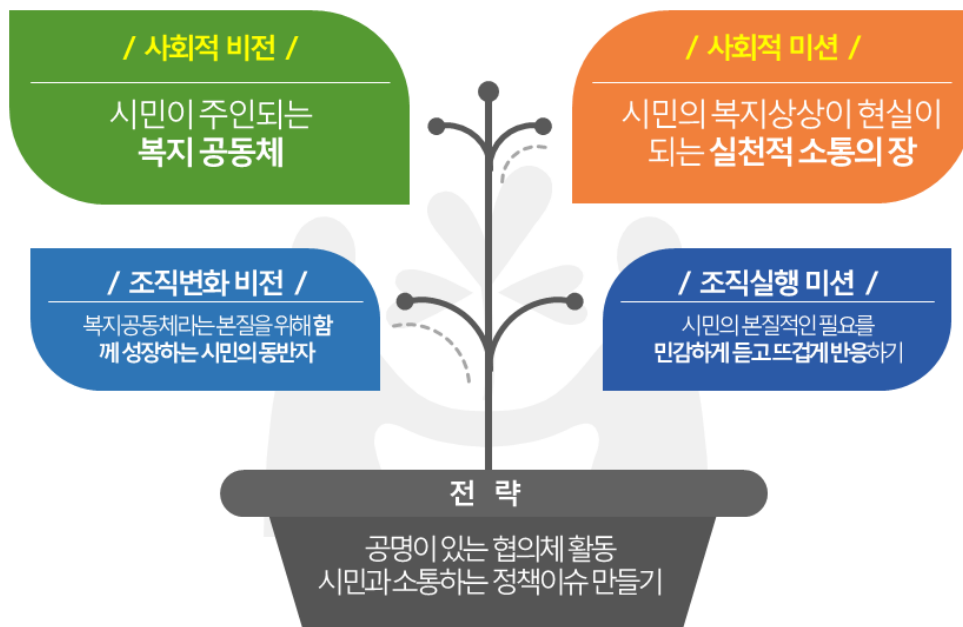 / 사회적 비전 /
시민이 주인되는
복지 공동체
/ 사회적 미션 /
시민의 복지상상이 현실이
되는 실천적 소통의 장
/ 조직변화 비전 /
복지공동체라는 본질을 위해 함
께 성장하는 시민의 동반자
/ 조직실행 미션 /
시민의 본질적인 필요를
민감하게 듣고 뜨겁게 반응하기
전 략
공명이 있는 협의체 활동
시민과 소통하는 정책이슈 만들기